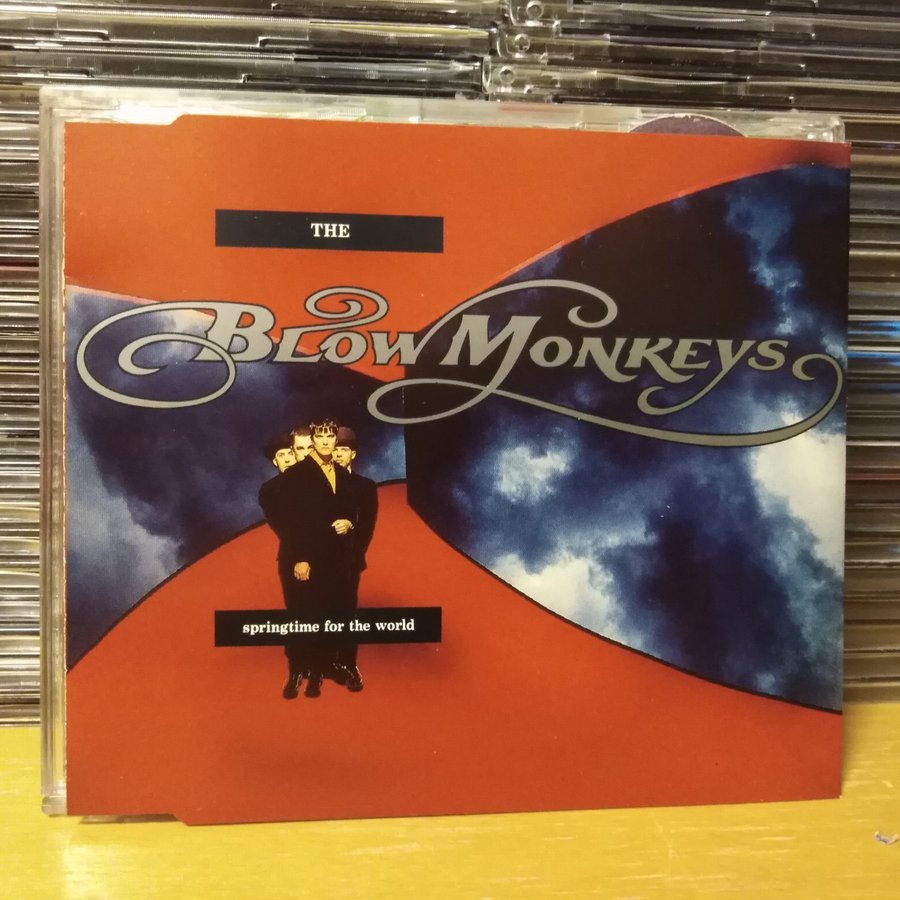 THE
BLOW MONKEYS
springtime for the world